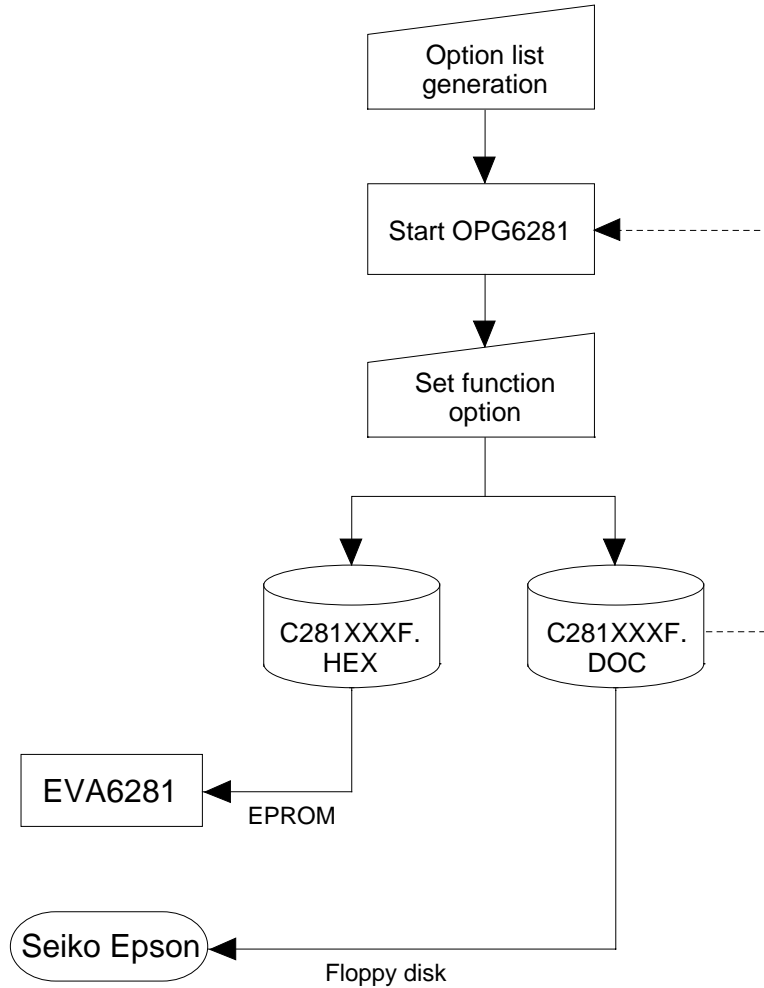 Option list
generation
Start OPG6281
Set function
option
C281XXXF.
HEX
C281XXXF.
DOC
EVA6281
EPROM
Seiko Epson
Floppy disk